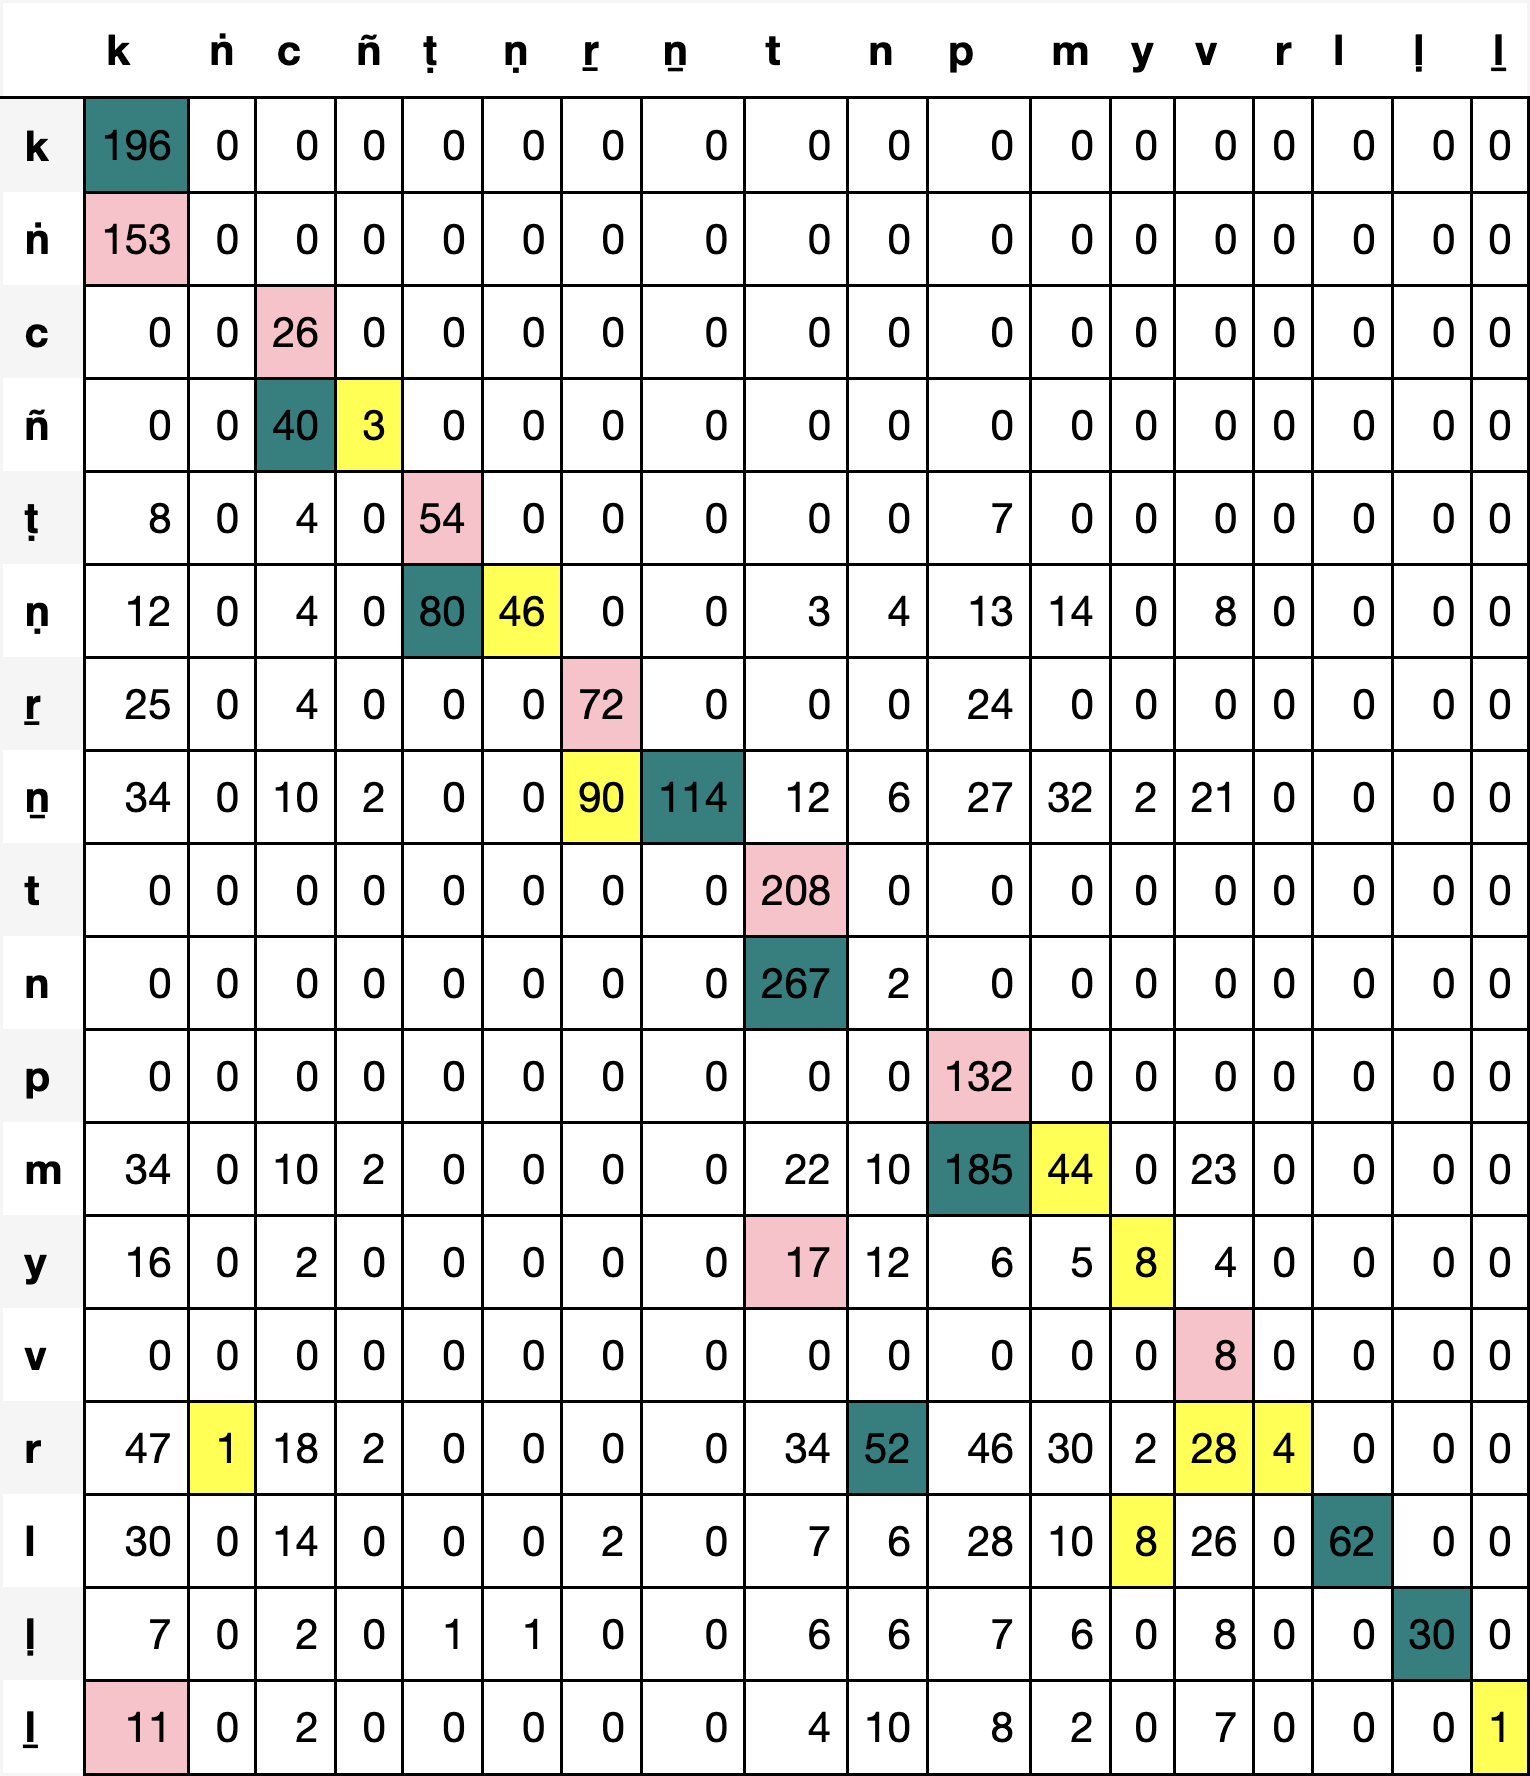 k ṅ c ñ ṭ ṇ ṟ ṉ t n p m y v r l ḷ ḻ
k 196 0 0 0 0 0 0 0 0 0 0 0 0 0 0 0 0 0
ṅ 153 0 0 0 0 0 0 0 0 0 0 0 0 0 0 0 0 0
c 0 0 26 0 0 0 0 0 0 0 0 0 0 0 0 0 0 0
ñ 0 0 40 3 0 0 0 0 0 0 0 0 0 0 0 0 0 0
ṭ 8 0 4 0 54 0 0 0 0 0 7 0 0 0 0 0 0 0
ṇ 12 0 4 0 80 46 0 0 3 4 13 14 0 8 0 0 0 0
ṟ 25 0 4 0 0 0 72 0 0 0 24 0 0 0 0 0 0 0
ṉ 34 0 10 2 0 0 90 114 12 6 27 32 2 21 0 0 0 0
t 0 0 0 0 0 0 0 0 208 0 0 0 0 0 0 0 0 0
n 0 0 0 0 0 0 0 0 267 2 0 0 0 0 0 0 0 0
p 0 0 0 0 0 0 0 0 0 0 132 0 0 0 0 0 0 0
m 34 0 10 2 0 0 0 0 22 10 185 44 0 23 0 0 0 0
y 16 0 2 0 0 0 0 0 17 12 6 5 8 4 0 0 0 0
v 0 0 0 0 0 0 0 0 0 0 0 0 0 8 0 0 0 0
r 47 1 18 2 0 0 0 0 34 52 46 30 2 28 4 0 0 0
l 30 0 14 0 0 0 2 0 7 6 28 10 8 26 0 62 0 0
ḷ 7 0 2 0 1 1 0 0 6 6 7 6 0 8 0 0 30 0
ḻ 11 0 2 0 0 0 0 0 4 10 8 2 0 7 0 0 0 1